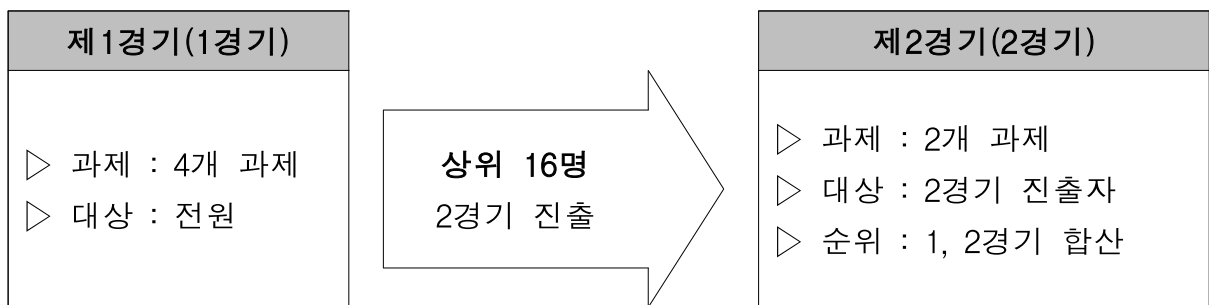 제1경기(1경기)
▷ 과제 : 4개 과제
▷ 대상 : 전원
상위 16명
2경기 진출
제2경기(2경기)
▷ 과제 : 2개 과제
▷ 대상 : 2경기 진출자
▷ 순위 : 1, 2경기 합산